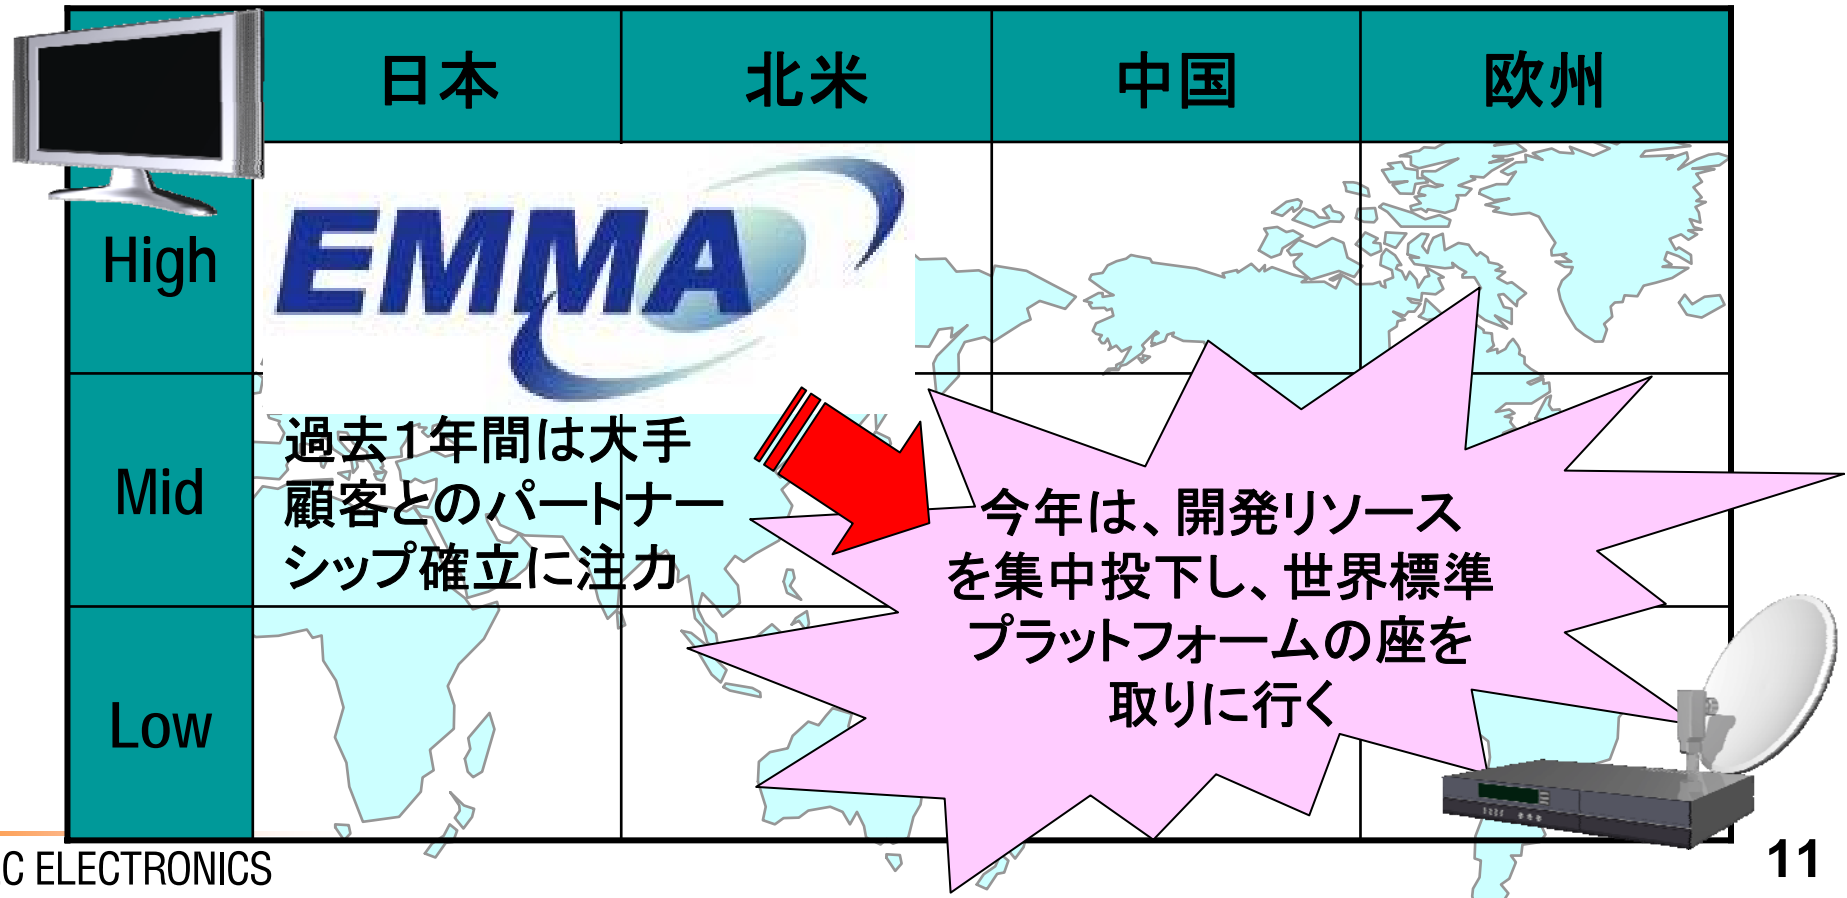 日本 北米 中国 欧州
High
EMMA
Mid
過去1年間は大手
顧客とのパートナー
シップ確立に注力
今年は、開発リソース
を集中投下し、世界標準
プラットフォームの座を
取りに行く
Low
C ELECTRONICS
11